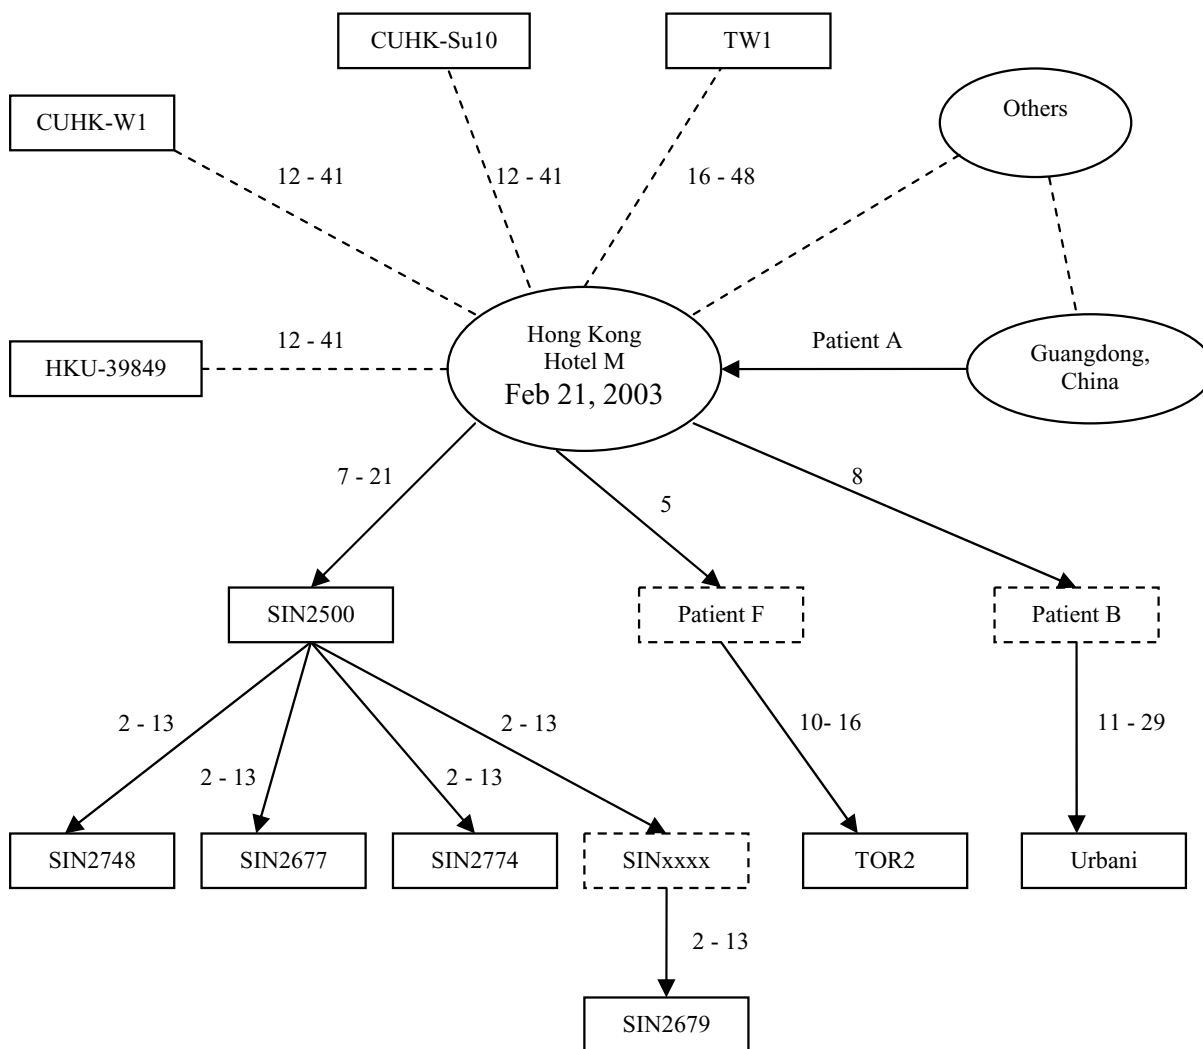 CUHK-Su10
TW1
CUHK-W1
Others
12 - 41
12 - 41
16 - 48
Hong Kong
Hotel M
Feb 21, 2003
Patient A
Guangdong,
China
HKU-39849
12 - 41
7 - 21
5
8
SIN2500
Patient F
Patient B
2 - 13
2 - 13
2 - 13
2 - 13
10- 16
11 - 29
SIN2748
SIN2677
SIN2774
SINxxxx
TOR2
Urbani
2 - 13
SIN2679